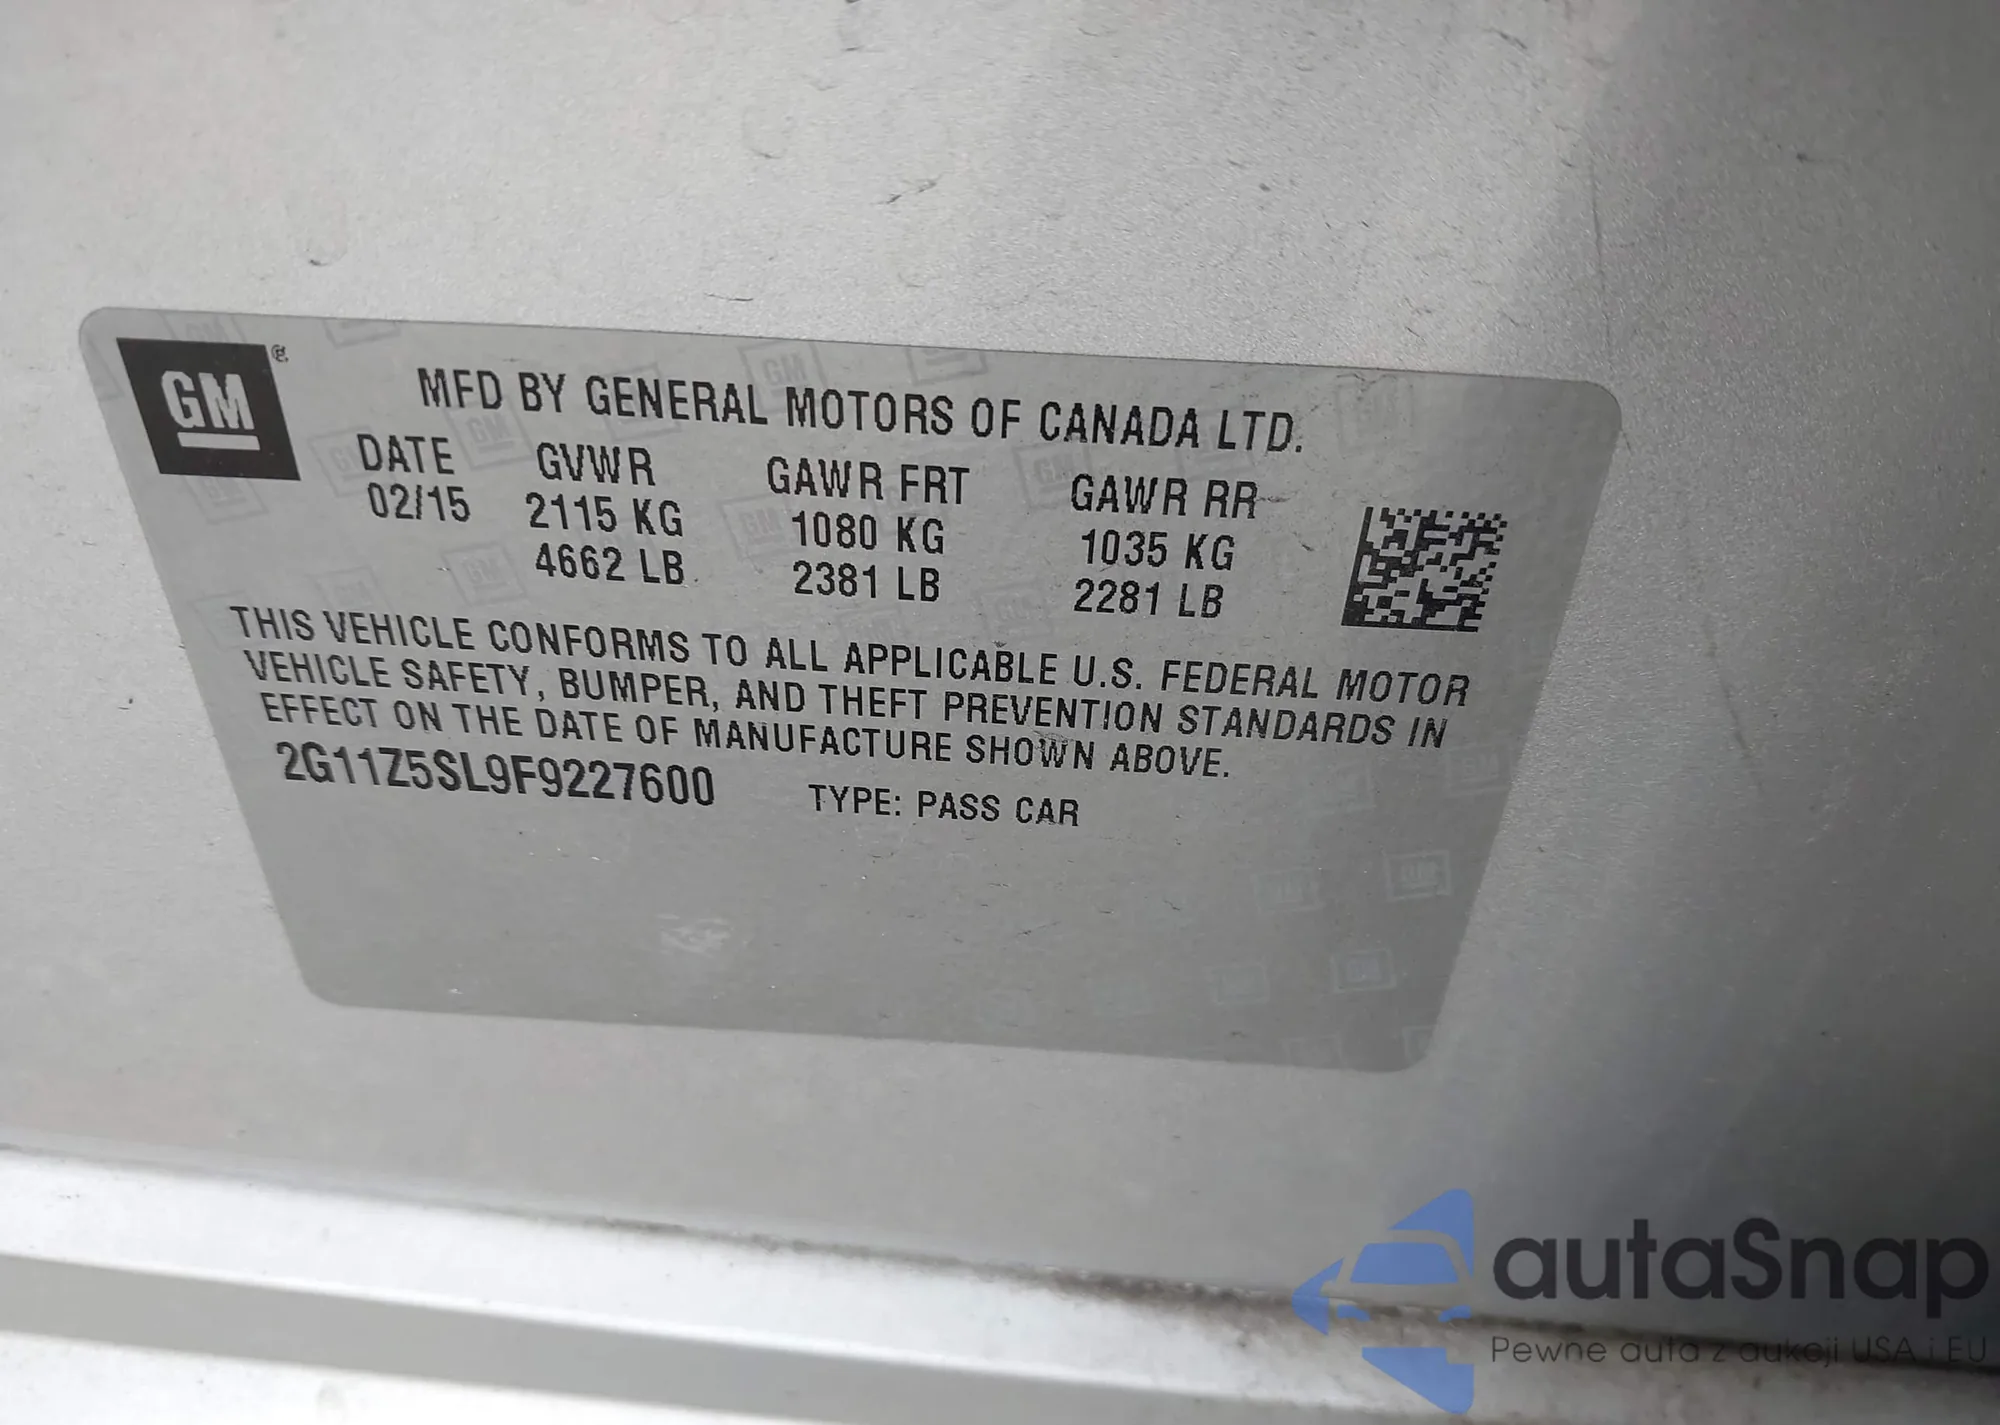 GM
MFD BY GENERAL MOTORS OF CANADA LTD.
DATE GVWR GAWR FRT GAWR RR
02/15 2115 KG 1080 KG 1035 KG
4662 LB 2381 LB 2281 LB
THIS VEHICLE CONFORMS TO ALL APPLICABLE U.S. FEDERAL MOTOR
VEHICLE SAFETY, BUMPER, AND THEFT PREVENTION STANDARDS IN
EFFECT ON THE DATE OF MANUFACTURE SHOWN ABOVE.
2G11Z5SL9F9227600 TYPE: PASS CAR
autaSnap
Pewne auta z aukcji USA i EU